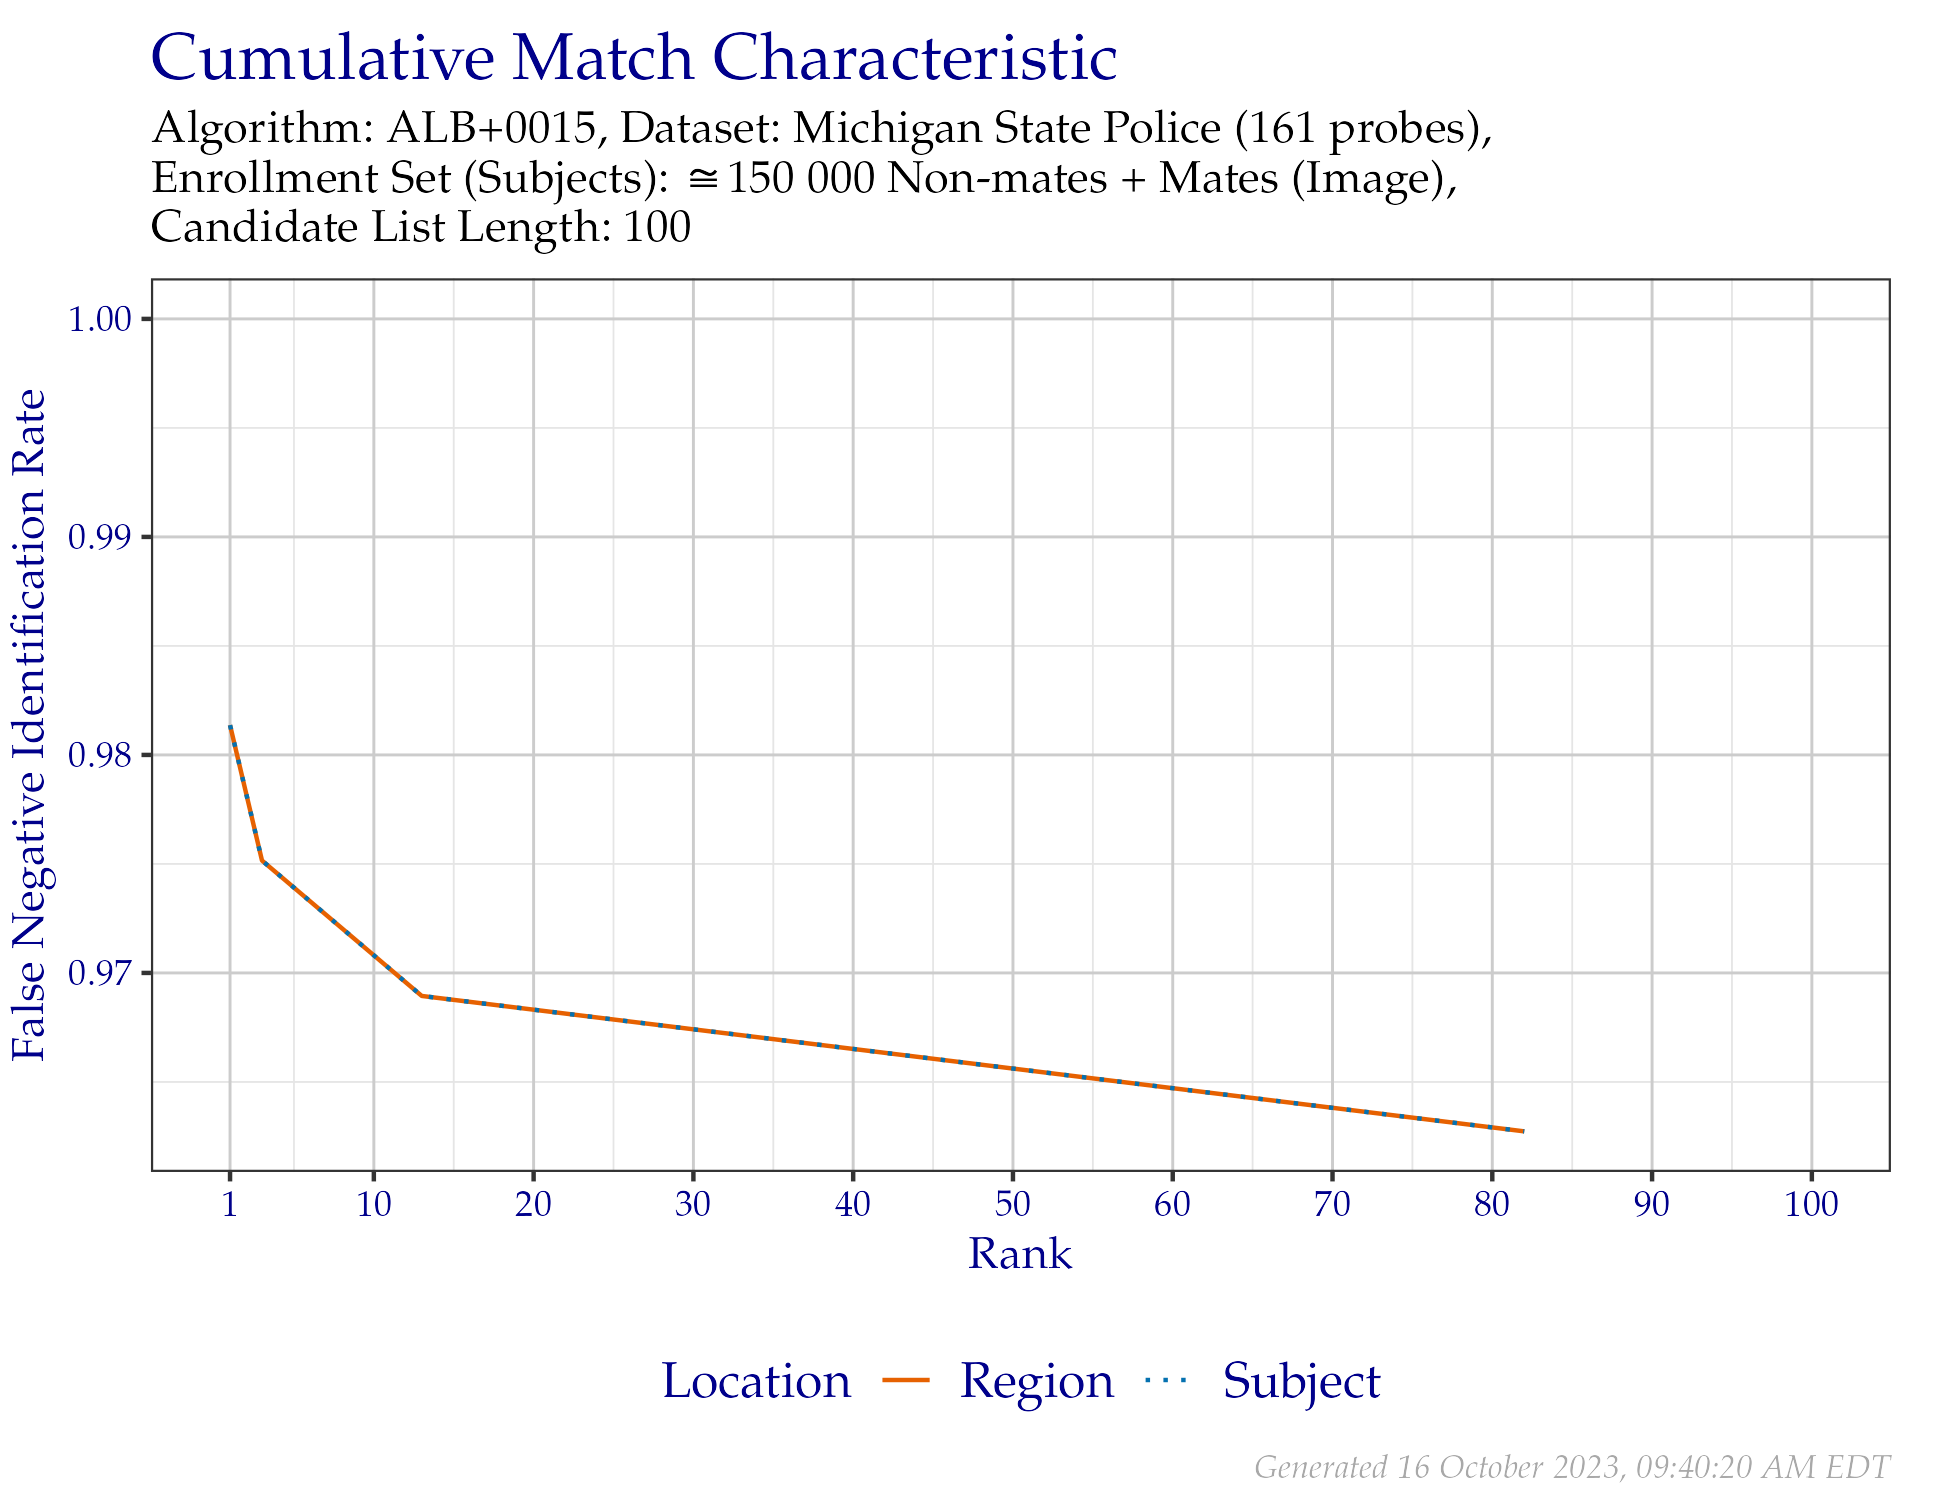 Cumulative Match Characteristic
Algorithm: ALB+0015, Dataset: Michigan State Police (161 probes),
Enrollment Set (Subjects): ≅ 150 000 Non-mates + Mates (Image),
Candidate List Length: 100
False Negative Identification Rate
1.00
0.99
0.98
0.97
1 10 20 30 40 50 60 70 80 90 100
Rank
Location Region Subject
Generated 16 October 2023, 09:40:20 AM EDT